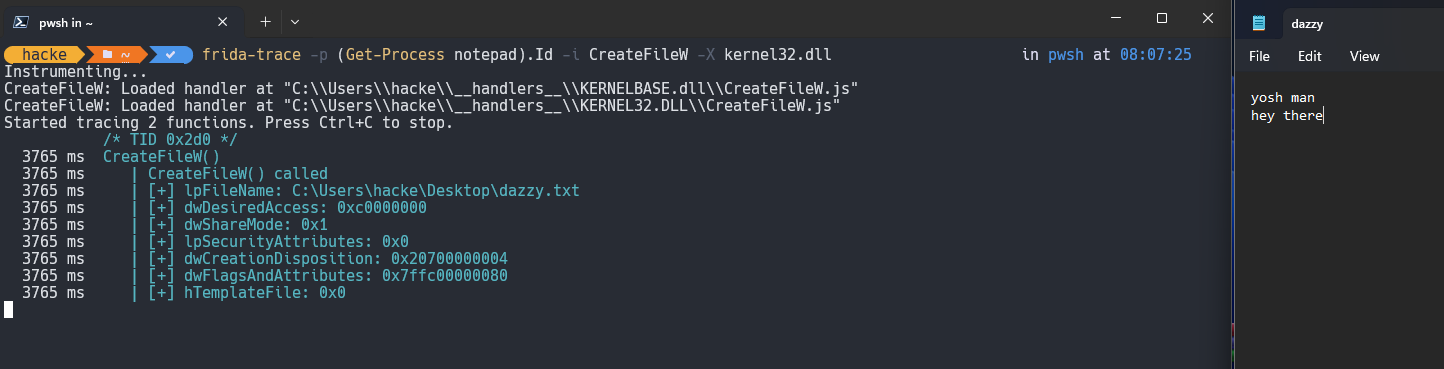 pwsh in ~
hacke ~ frida-trace -p (Get-Process notepad).Id -i CreateFileW -X kernel32.dll in pwsh at 08:07:25
Instrumenting...
CreateFileW: Loaded handler at "C:\\Users\\hacke\\__handlers__\\KERNELBASE.dll\\CreateFileW.js"
CreateFileW: Loaded handler at "C:\\Users\\hacke\\__handlers__\\KERNEL32.DLL\\CreateFileW.js"
Started tracing 2 functions. Press Ctrl+C to stop.
/* TID 0x2d0 */
3765 ms CreateFileW()
3765 ms | CreateFileW() called
3765 ms | [+] lpFileName: C:\Users\hacke\Desktop\dazzy.txt
3765 ms | [+] dwDesiredAccess: 0xc0000000
3765 ms | [+] dwShareMode: 0x1
3765 ms | [+] lpSecurityAttributes: 0x0
3765 ms | [+] dwCreationDisposition: 0x20700000004
3765 ms | [+] dwFlagsAndAttributes: 0x7ffc00000080
3765 ms | [+] hTemplateFile: 0x0
dazzy
File Edit View
yosh man
hey there